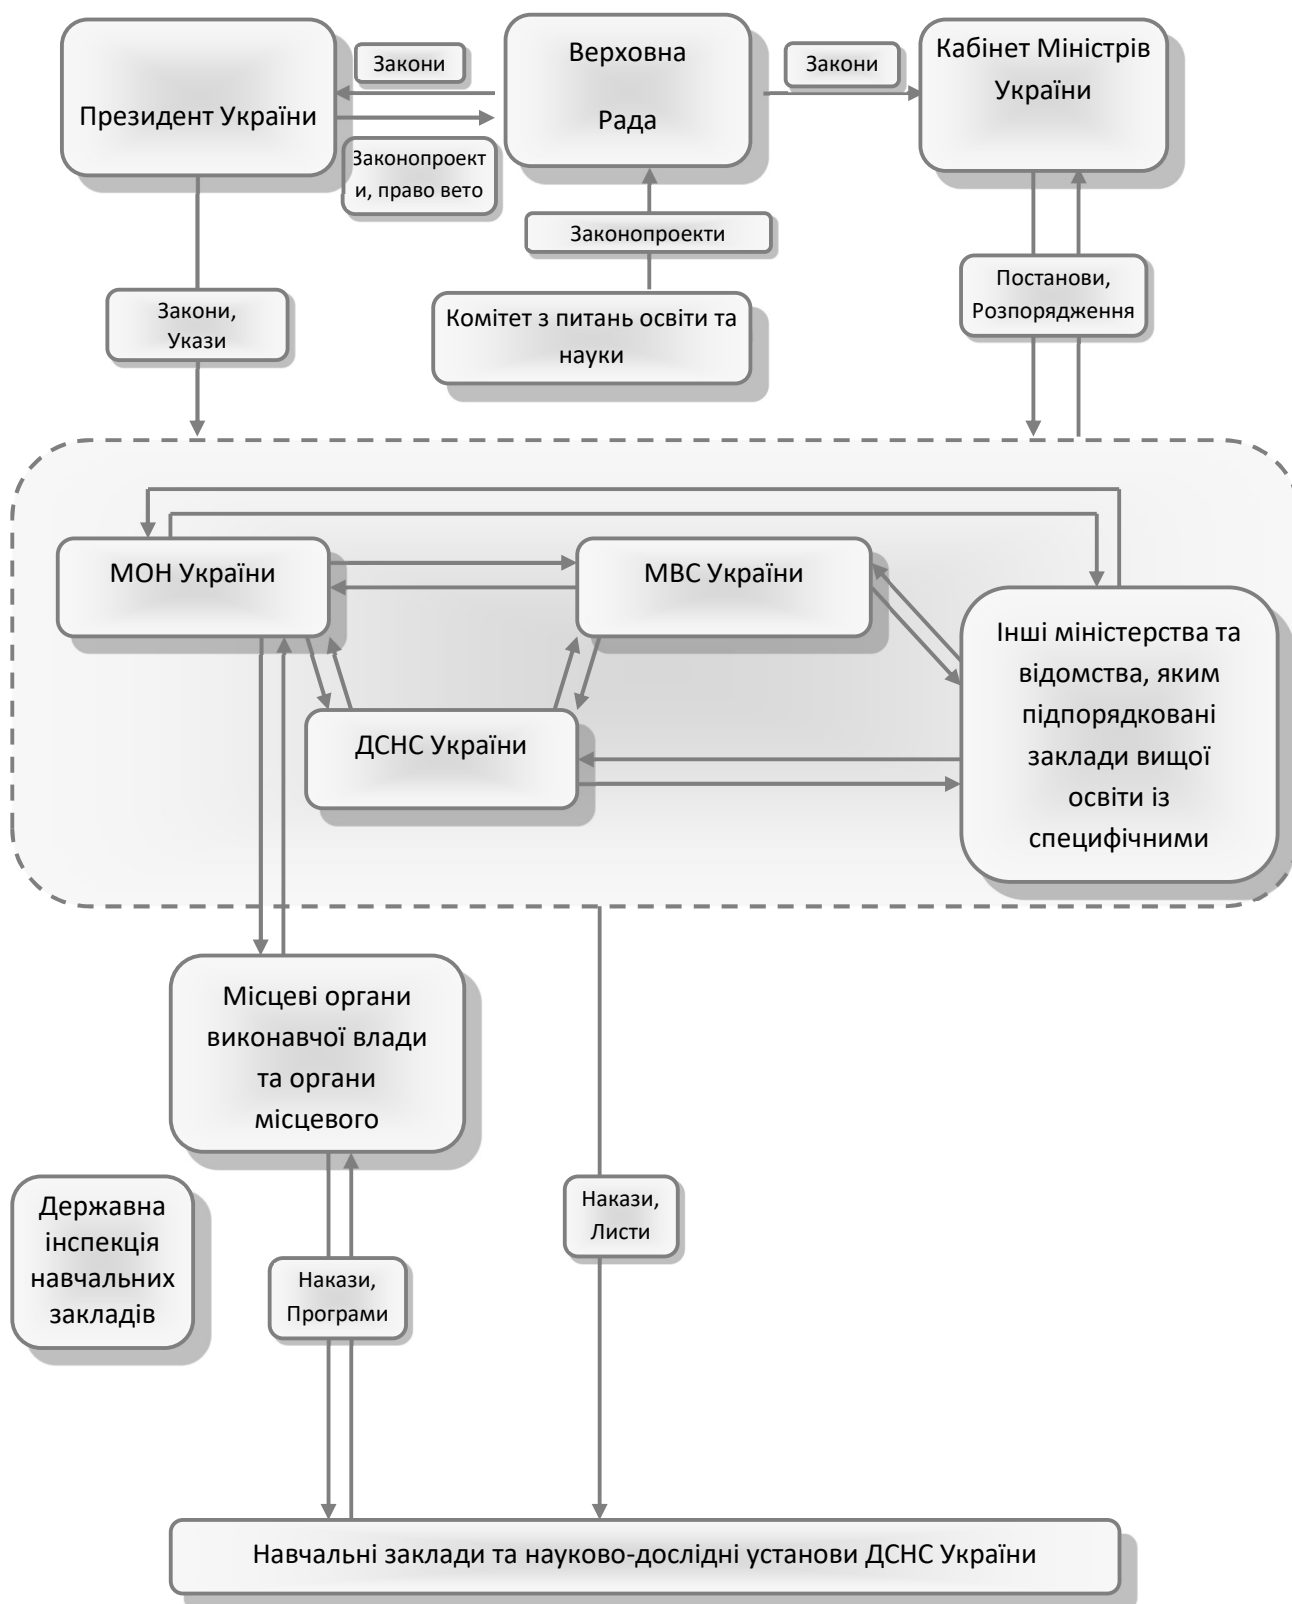 Президент України
Закони
Законопроект
и, право вето
Верховна
Рада
Закони
Кабінет Міністрів
України
Законопроекти
Комітет з питань освіти та
науки
Закони,
Укази
Постанови,
Розпорядження
МОН України
МВС України
ДСНС України
Інші міністерства та
відомства, яким
підпорядковані
заклади вищої
освіти із
специфічними
Місцеві органи
виконавчої влади
та органи
місцевого
Державна
інспекція
навчальних
закладів
Накази,
Програми
Накази,
Листи
Навчальні заклади та науково-дослідні установи ДСНС України